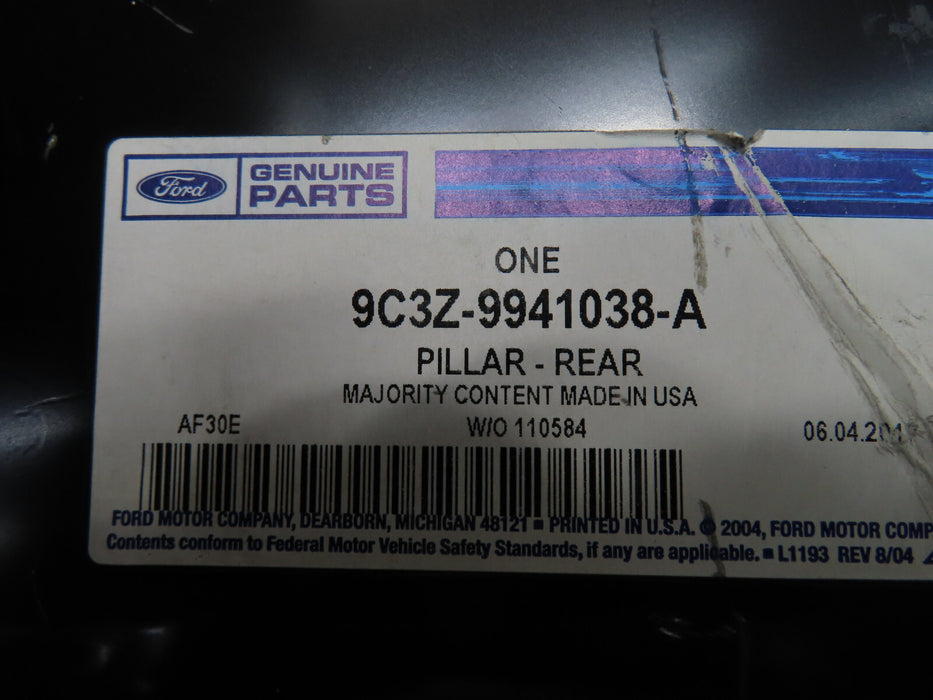 Ford GENUINE
PARTS
ONE
9C3Z-9941038-A
PILLAR - REAR
MAJORITY CONTENT MADE IN USA
AF30E W/O 110584
FORD MOTOR COMPANY, DEARBORN, MICHIGAN 48121 ▪ PRINTED IN U.S.A. © 2004, FORD MOTOR COMP
Contents conform to Federal Motor Vehicle Safety Standards, if any are applicable. ▪ L1193 REV 8/04